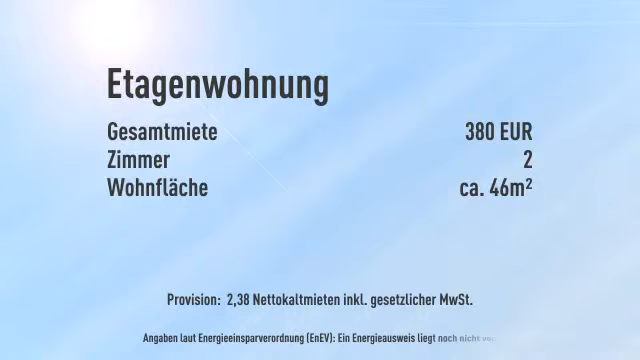 Etagenwohnung
Gesamtmiete 380 EUR
Zimmer 2
Wohnfläche ca. 46m²
Provision: 2,38 Nettokaltmieten inkl. gesetzlicher MwSt.
Angaben laut Energieeinsparverordnung (EnEV): Ein Energieausweis liegt noch nicht